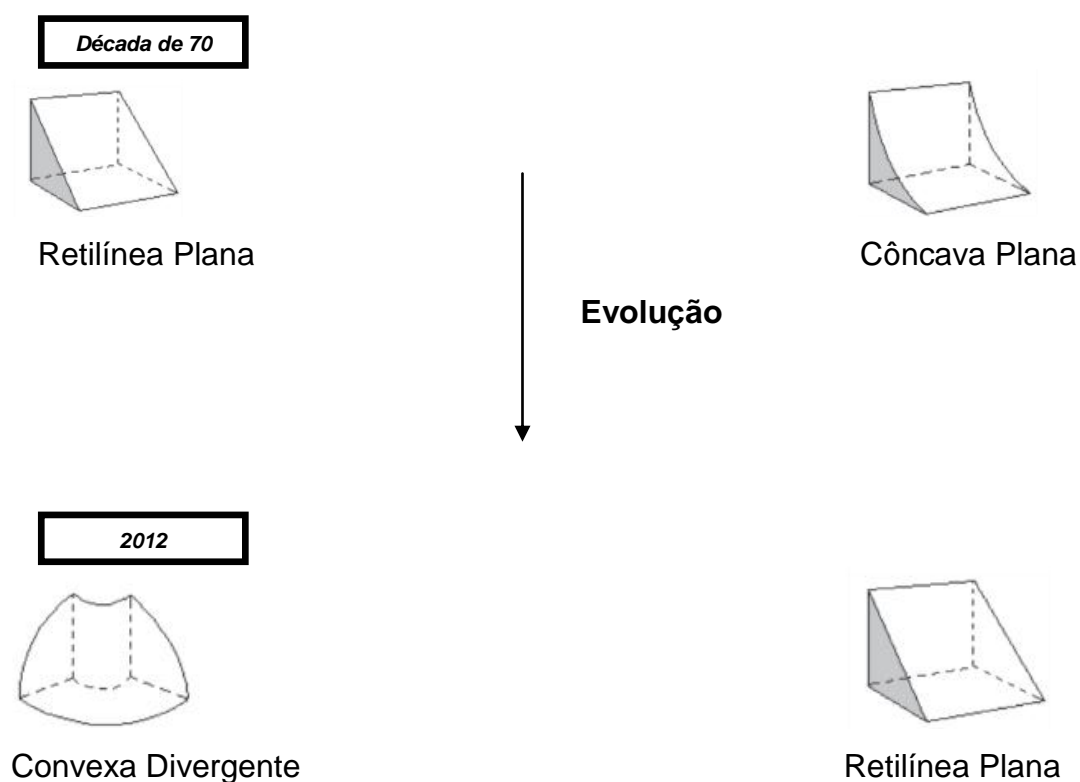 Década de 70
Retilínea Plana
Côncava Plana
Evolução
2012
Convexa Divergente
Retilínea Plana